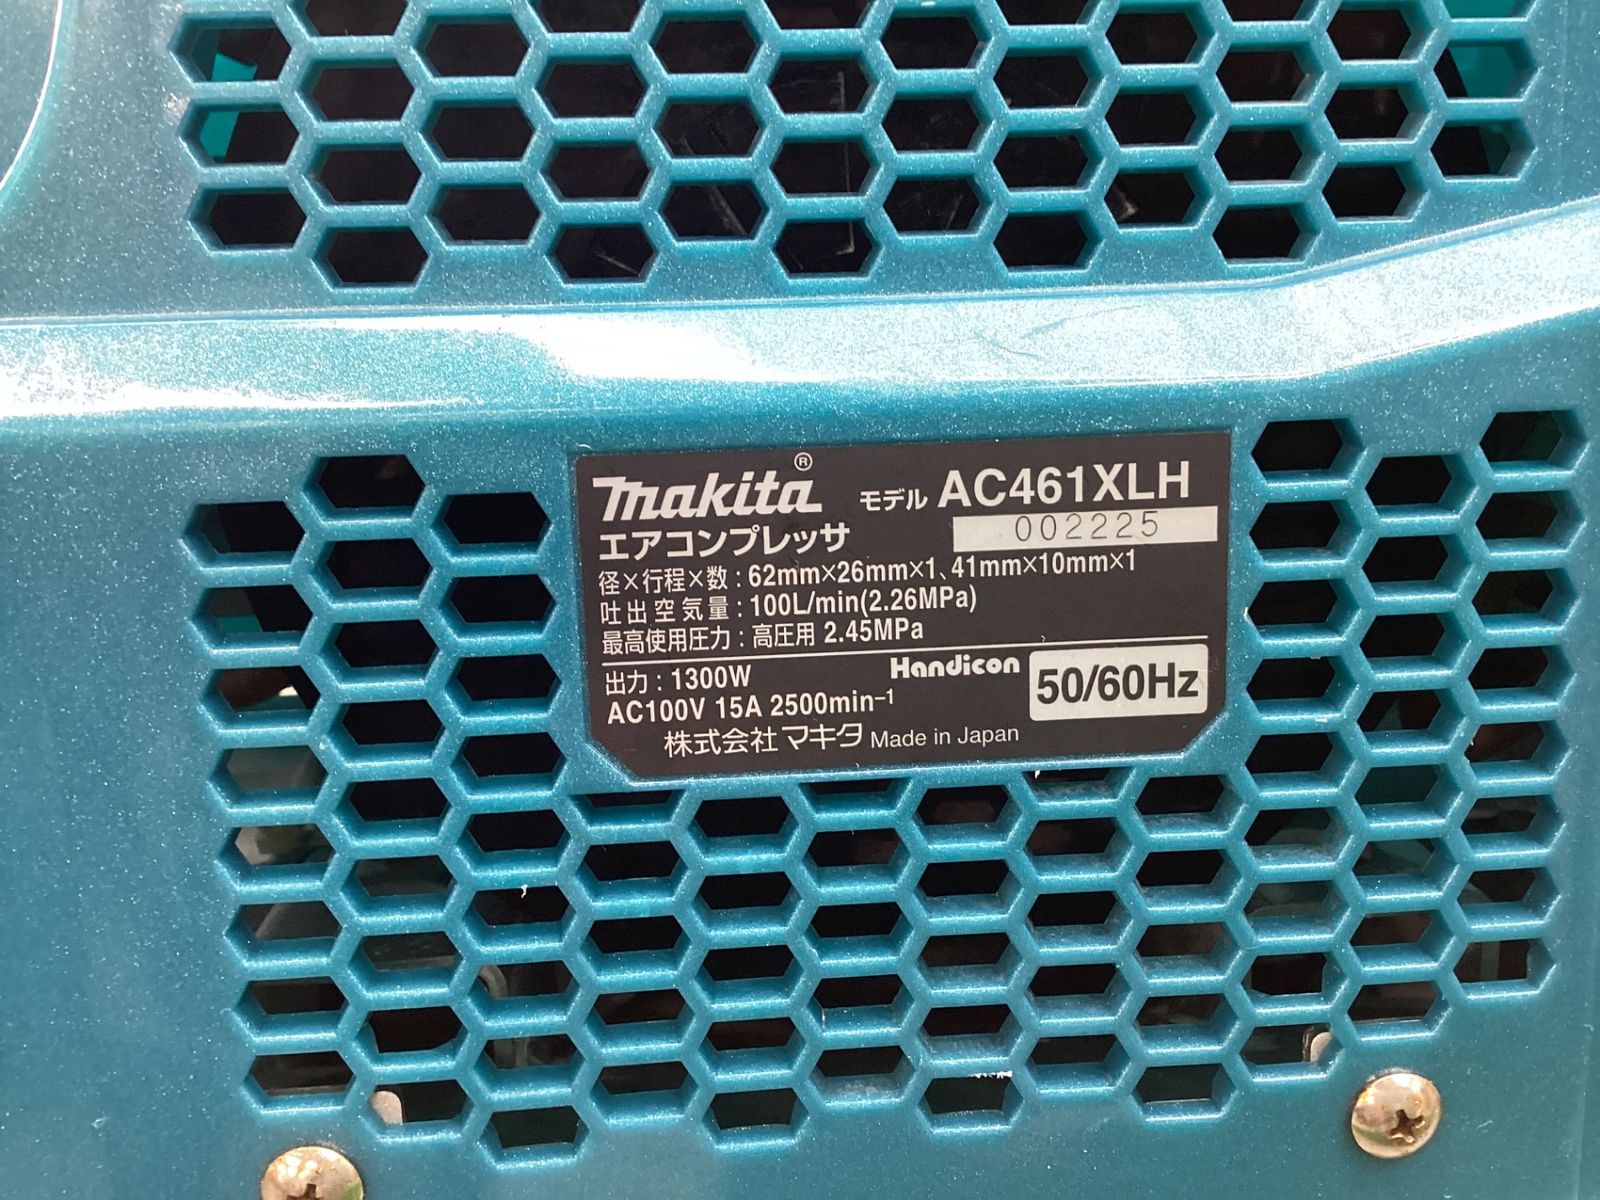 makita® モデル AC461XLH
エアコンプレッサ 002225
径×行程×数 : 62mm×26mm×1、41mm×10mm×1
吐出空気量 : 100L/min(2.26MPa)
最高使用圧力 : 高圧用 2.45MPa
出力 : 1300W Handicon 50/60Hz
AC100V 15A 2500min⁻¹
株式会社マキタ Made in Japan